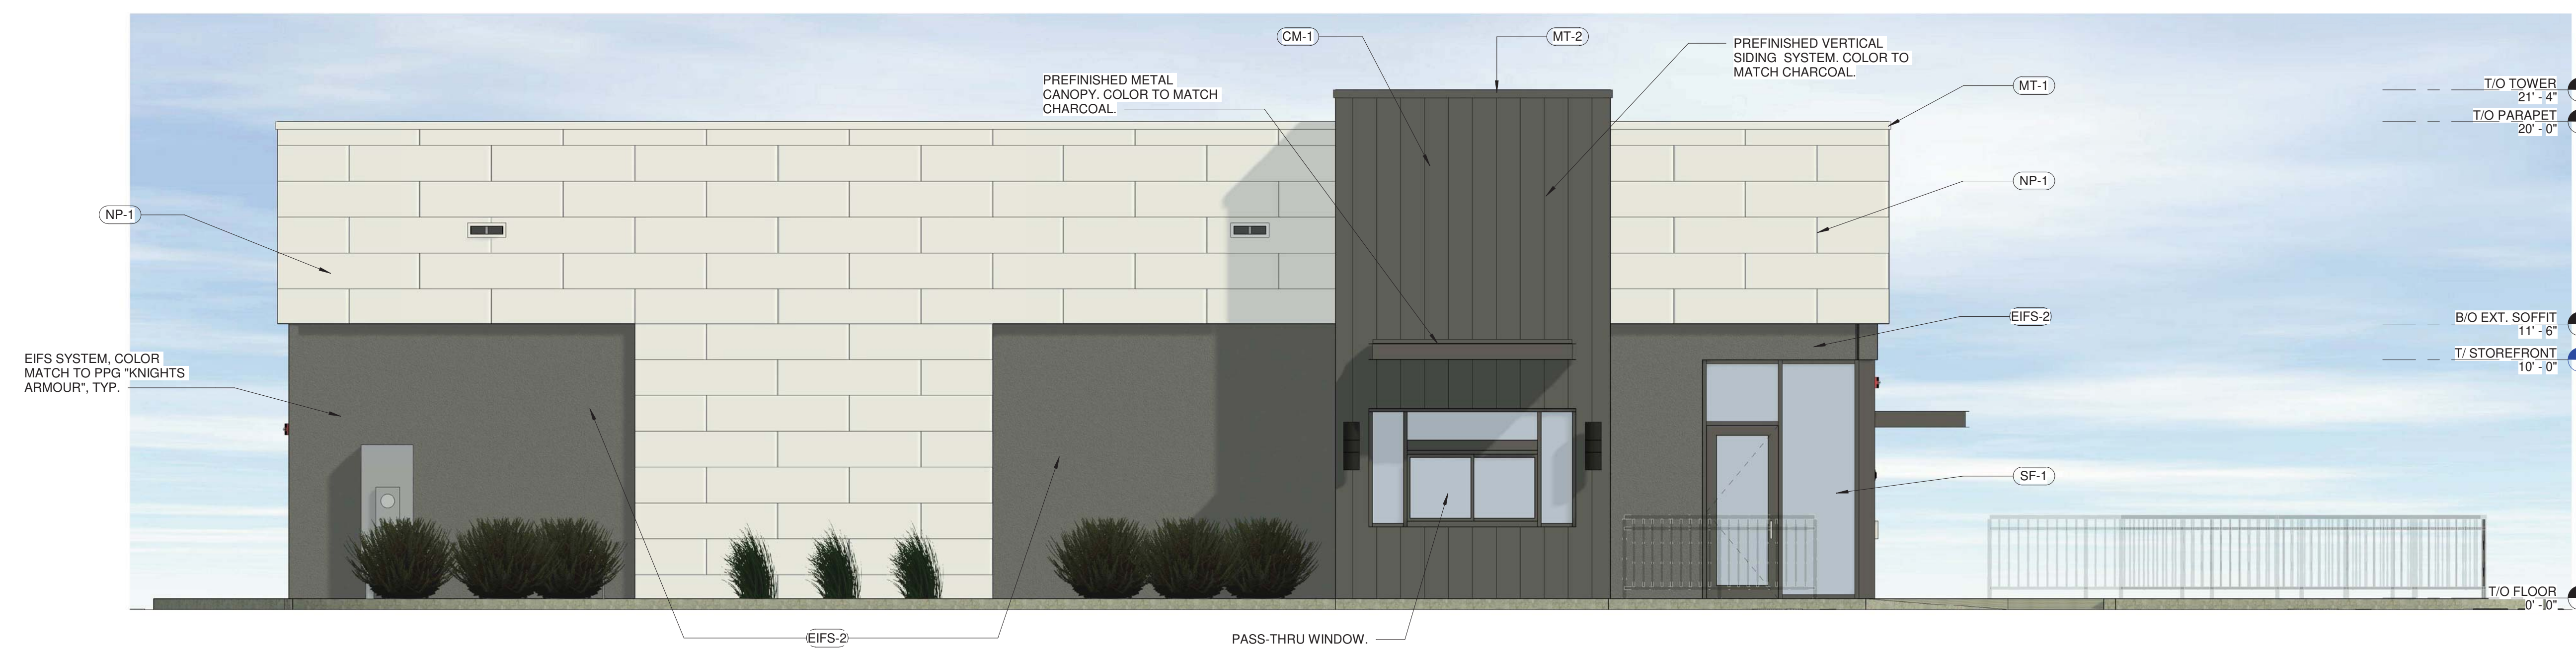 CM-1
MT-2
PREFINISHED VERTICAL
SIDING SYSTEM. COLOR TO
MATCH CHARCOAL.
PREFINISHED METAL
CANOPY. COLOR TO MATCH
CHARCOAL.
MT-1
T/O TOWER
21' - 4"
T/O PARAPET
20' - 0"
NP-1
NP-1
EIFS-2
B/O EXT. SOFFIT
11' - 6"
T/ STOREFRONT
10' - 0"
EIFS SYSTEM, COLOR
MATCH TO PPG "KNIGHTS
ARMOUR", TYP.
SF-1
T/O FLOOR
0' - 0"
EIFS-2
PASS-THRU WINDOW.